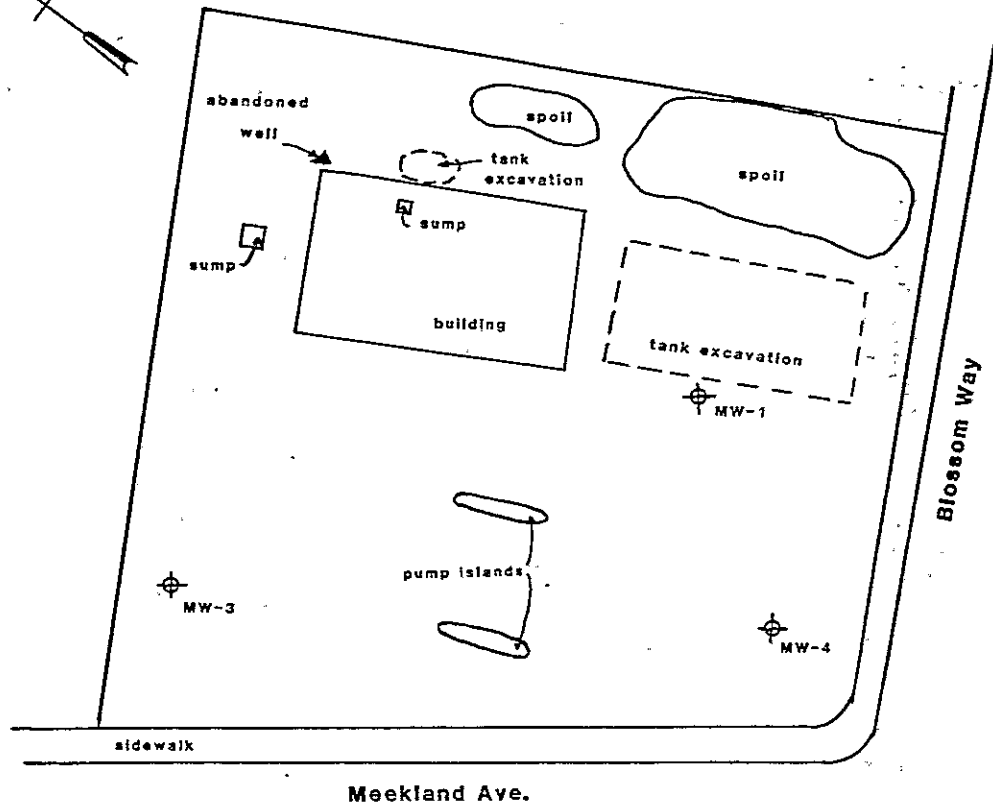 abandoned
well
spoil
tank
excavation
spoil
sump
sump
building
tank excavation
MW-1
Blossom Way
pump islands
MW-3
MW-4
sidewalk
Meekland Ave.